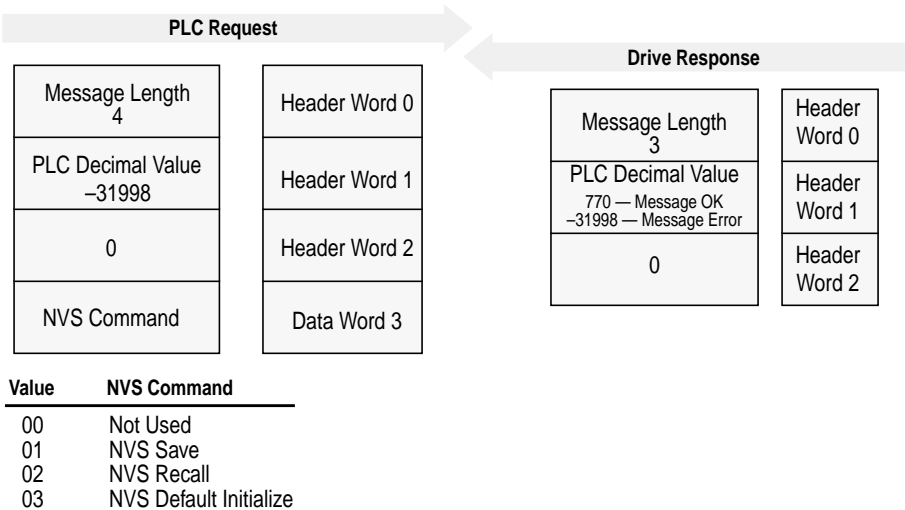 PLC Request
Drive Response
Message Length
4
Header Word 0
PLC Decimal Value
–31998
Header Word 1
0
Header Word 2
NVS Command
Data Word 3
Message Length
3
Header
Word 0
PLC Decimal Value
770 — Message OK
–31998 — Message Error
Header
Word 1
0
Header
Word 2
Value NVS Command
00 Not Used
01 NVS Save
02 NVS Recall
03 NVS Default Initialize